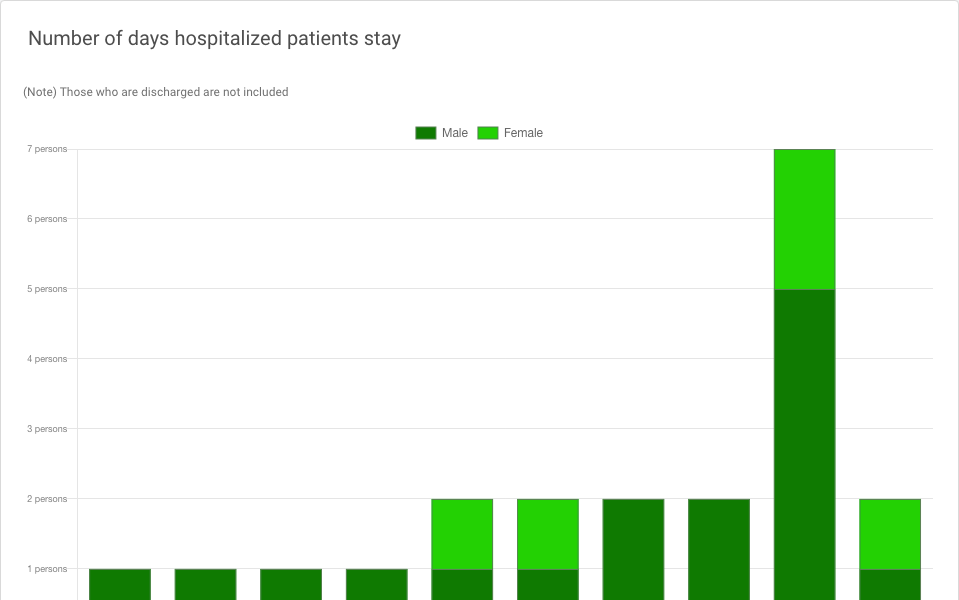 Number of days hospitalized patients stay
(Note) Those who are discharged are not included
Male Female
7 persons
6 persons
5 persons
4 persons
3 persons
2 persons
1 persons